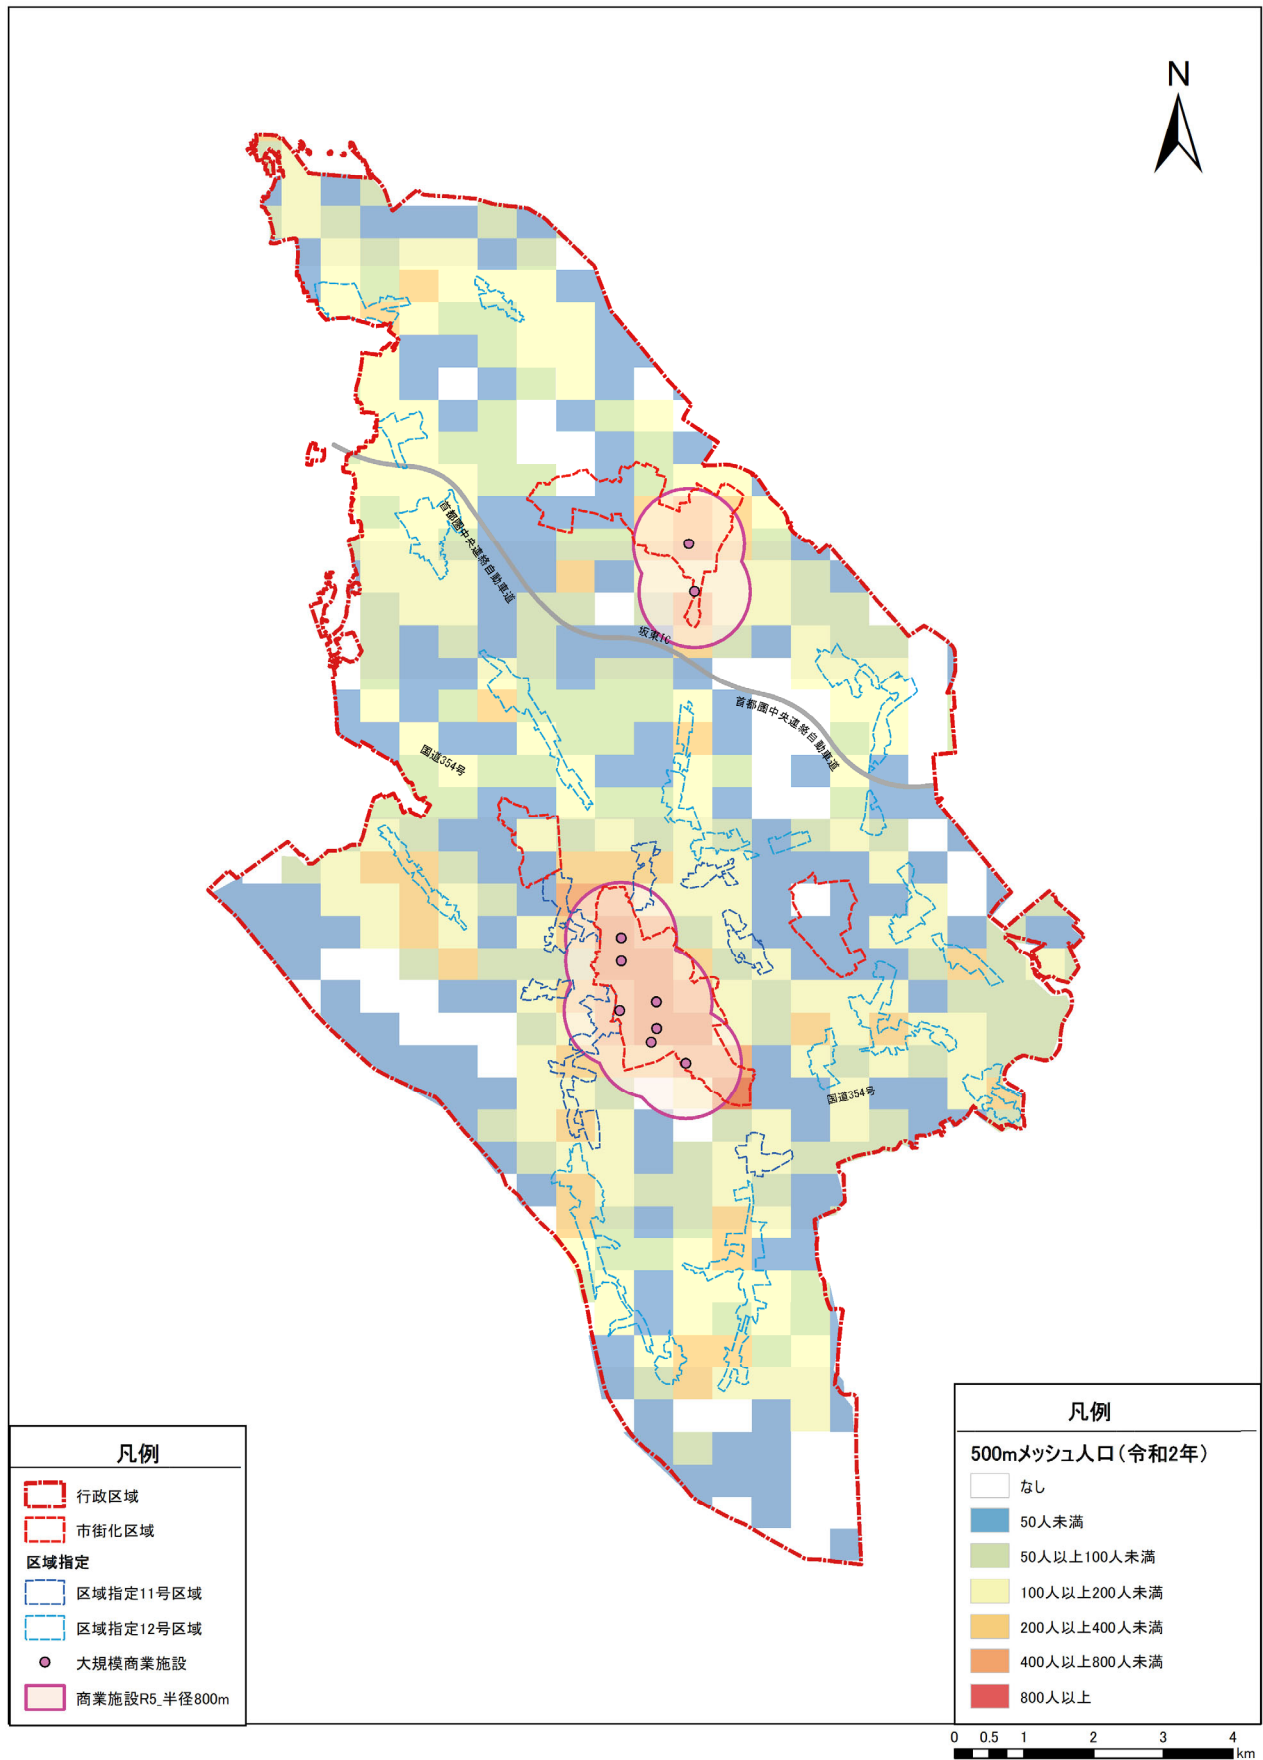 N
首都圏中央連絡自動車道
坂東IC
首都圏中央連絡自動車道
国道354号
国道354号
凡例
行政区域
市街化区域
区域指定
区域指定11号区域
区域指定12号区域
大規模商業施設
商業施設R5_半径800m
凡例
500mメッシュ人口(令和2年)
なし
50人未満
50人以上100人未満
100人以上200人未満
200人以上400人未満
400人以上800人未満
800人以上
0 0.5 1 2 3 4
km